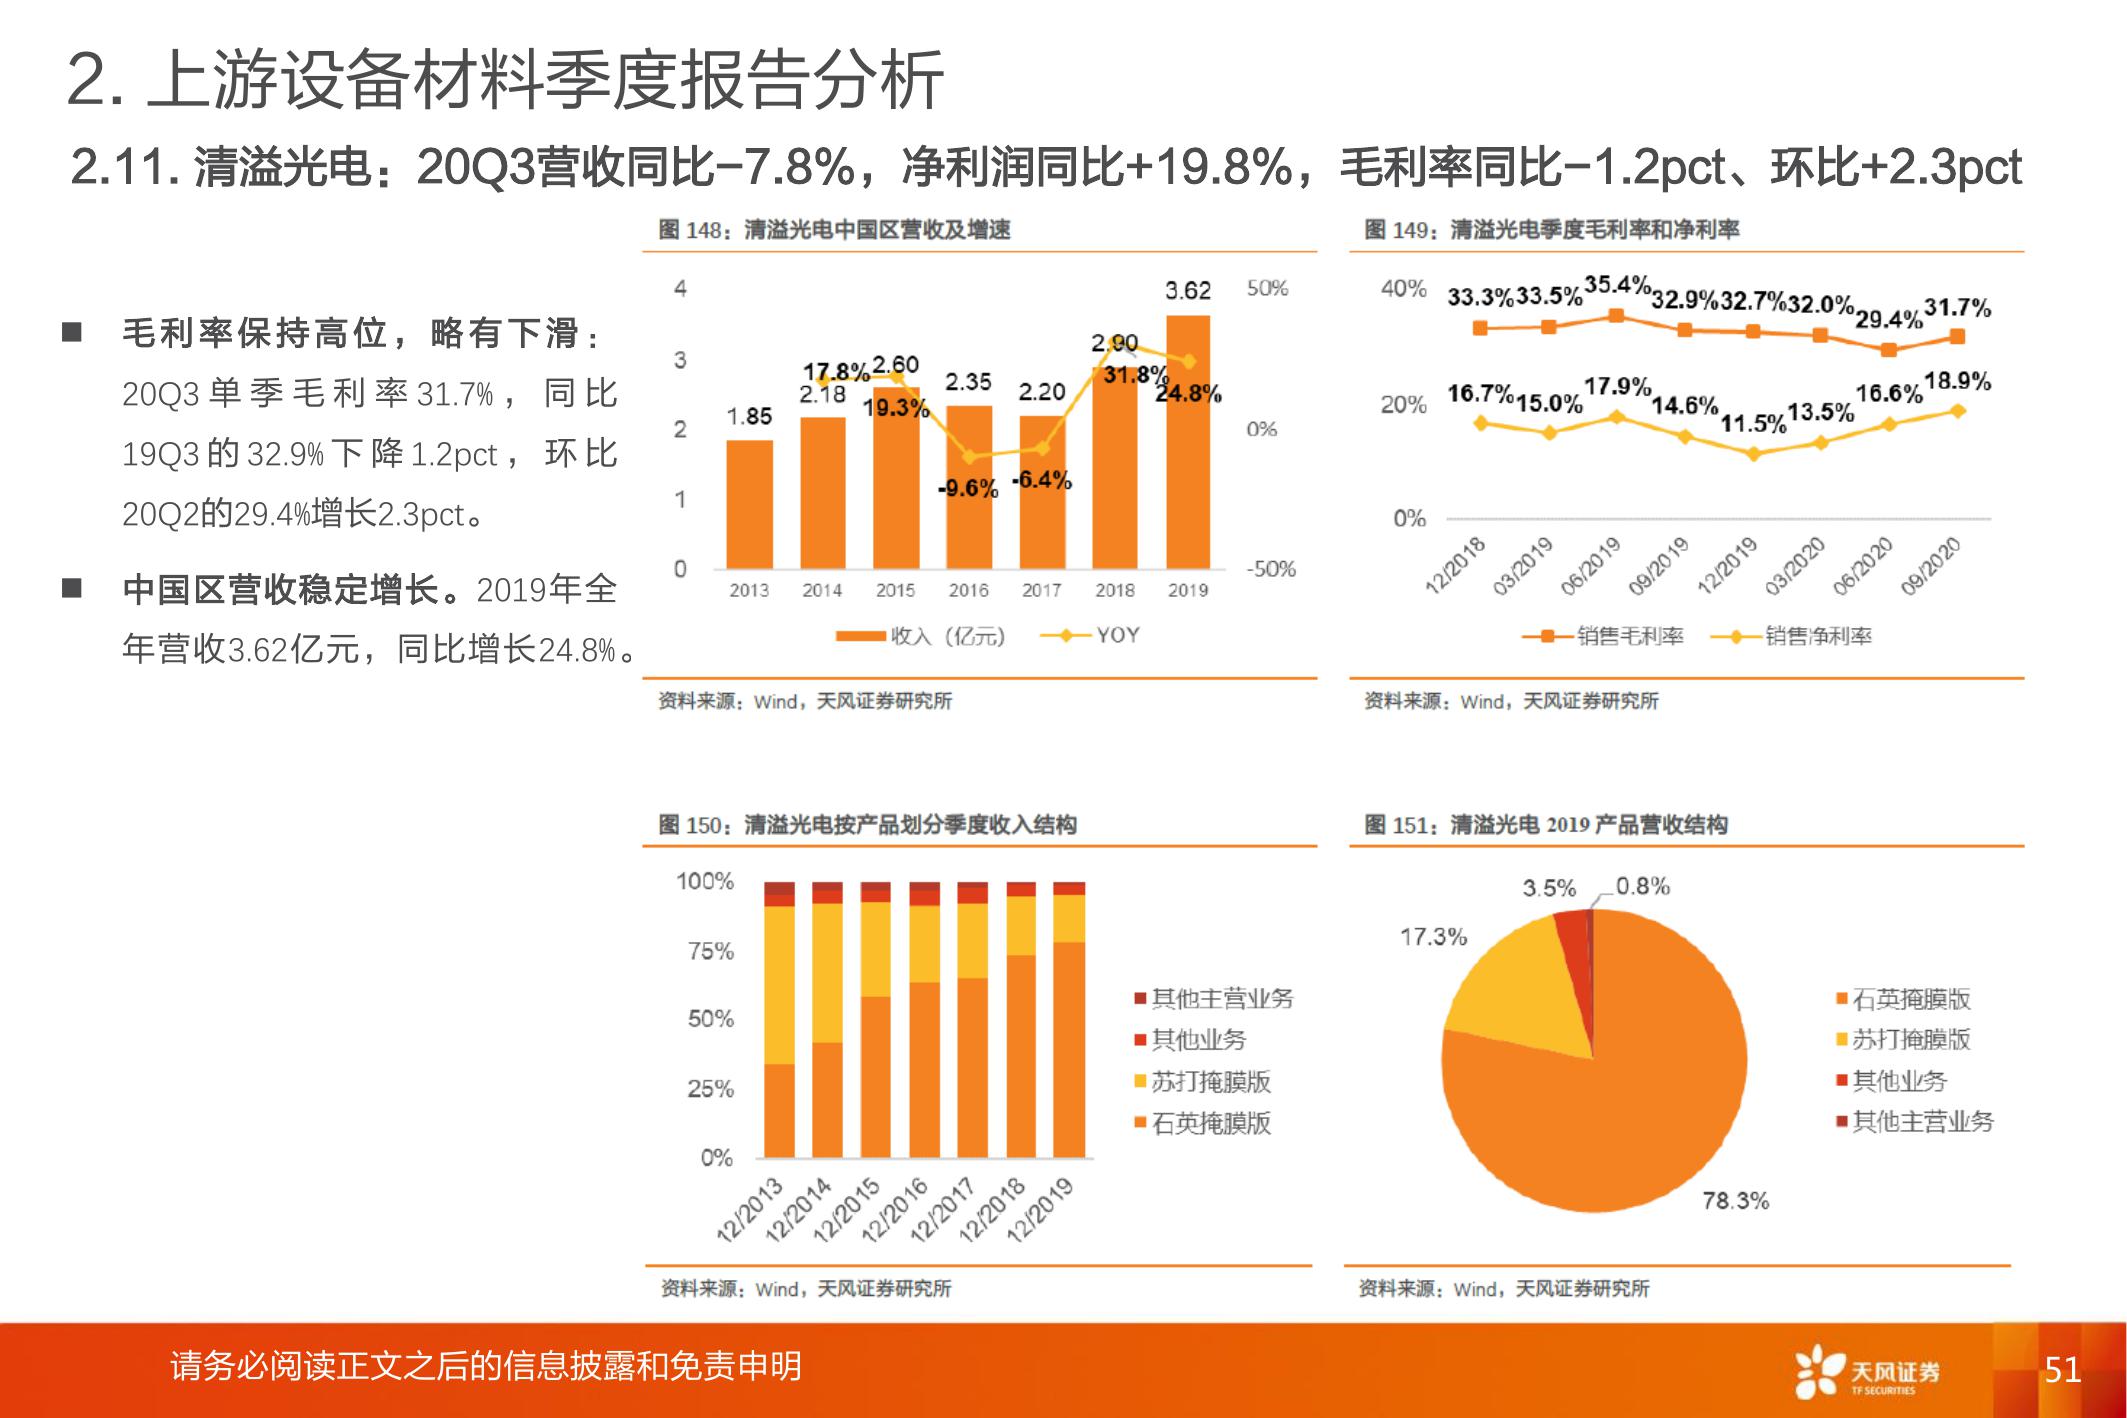 2. 上游设备材料季度报告分析
2.11. 清溢光电：20Q3营收同比-7.8%，净利润同比+19.8%，毛利率同比-1.2pct、环比+2.3pct
■ 毛利率保持高位，略有下滑：
20Q3单季毛利率31.7%，同比
19Q3的32.9%下降1.2pct，环比
20Q2的29.4%增长2.3pct。
■ 中国区营收稳定增长。2019年全
年营收3.62亿元，同比增长24.8%。
图 148：清溢光电中国区营收及增速
4
3
2
1
0
50%
0%
-50%
1.85
2.18
2.60
2.35
2.20
2.90
3.62
17.8%
19.3%
-9.6%
-6.4%
31.8%
24.8%
2013 2014 2015 2016 2017 2018 2019
收入（亿元） YOY
资料来源：Wind，天风证券研究所
图 149：清溢光电季度毛利率和净利率
40%
20%
0%
33.3% 33.5% 35.4% 32.9% 32.7% 32.0% 29.4% 31.7%
16.7% 15.0% 17.9% 14.6% 11.5% 13.5% 16.6% 18.9%
12/2018 03/2019 06/2019 09/2019 12/2019 03/2020 06/2020 09/2020
销售毛利率 销售净利率
资料来源：Wind，天风证券研究所
图 150：清溢光电按产品划分季度收入结构
100%
75%
50%
25%
0%
12/2013 12/2014 12/2015 12/2016 12/2017 12/2018 12/2019
其他主营业务
其他业务
苏打掩膜版
石英掩膜版
资料来源：Wind，天风证券研究所
图 151：清溢光电 2019 产品营收结构
3.5%
0.8%
17.3%
78.3%
石英掩膜版
苏打掩膜版
其他业务
其他主营业务
资料来源：Wind，天风证券研究所
请务必阅读正文之后的信息披露和免责申明
天风证券
TF SECURITIES
51